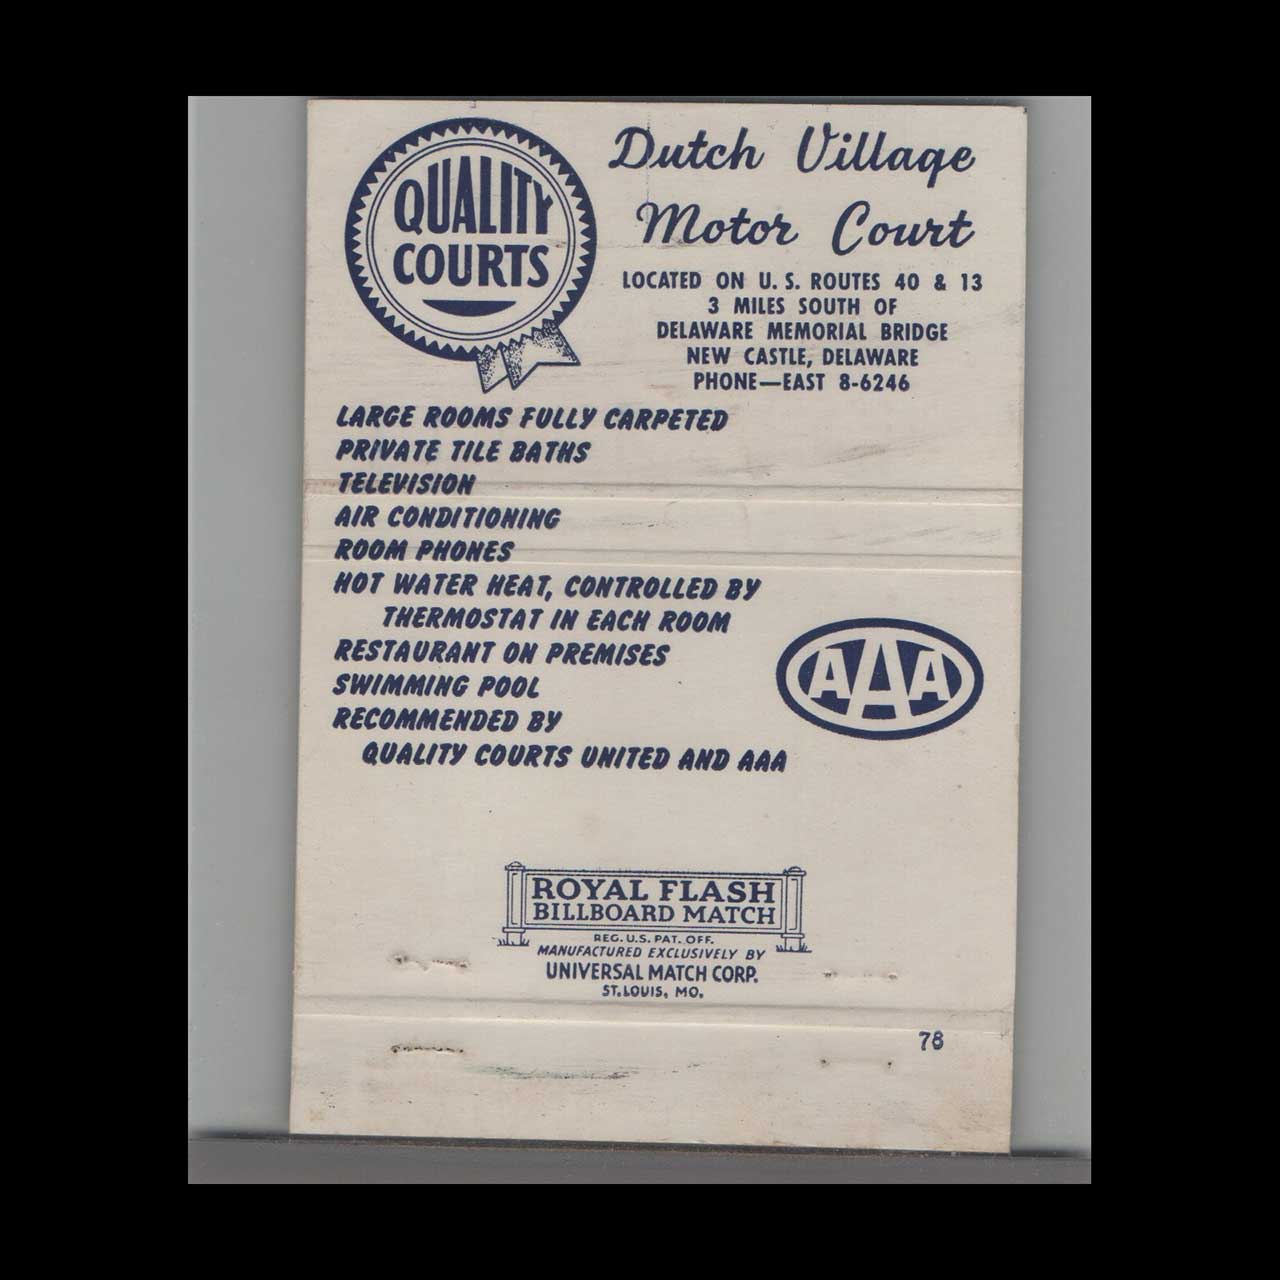 QUALITY
COURTS
Dutch Village
Motor Court
LOCATED ON U.S. ROUTES 40 & 13
3 MILES SOUTH OF
DELAWARE MEMORIAL BRIDGE
NEW CASTLE, DELAWARE
PHONE—EAST 8-6246
LARGE ROOMS FULLY CARPETED
PRIVATE TILE BATHS
TELEVISION
AIR CONDITIONING
ROOM PHONES
HOT WATER HEAT, CONTROLLED BY
THERMOSTAT IN EACH ROOM
RESTAURANT ON PREMISES
SWIMMING POOL
RECOMMENDED BY
QUALITY COURTS UNITED AND AAA
AAA
ROYAL FLASH
BILLBOARD MATCH
REG. U.S. PAT. OFF.
MANUFACTURED EXCLUSIVELY BY
UNIVERSAL MATCH CORP.
ST. LOUIS, MO.
78